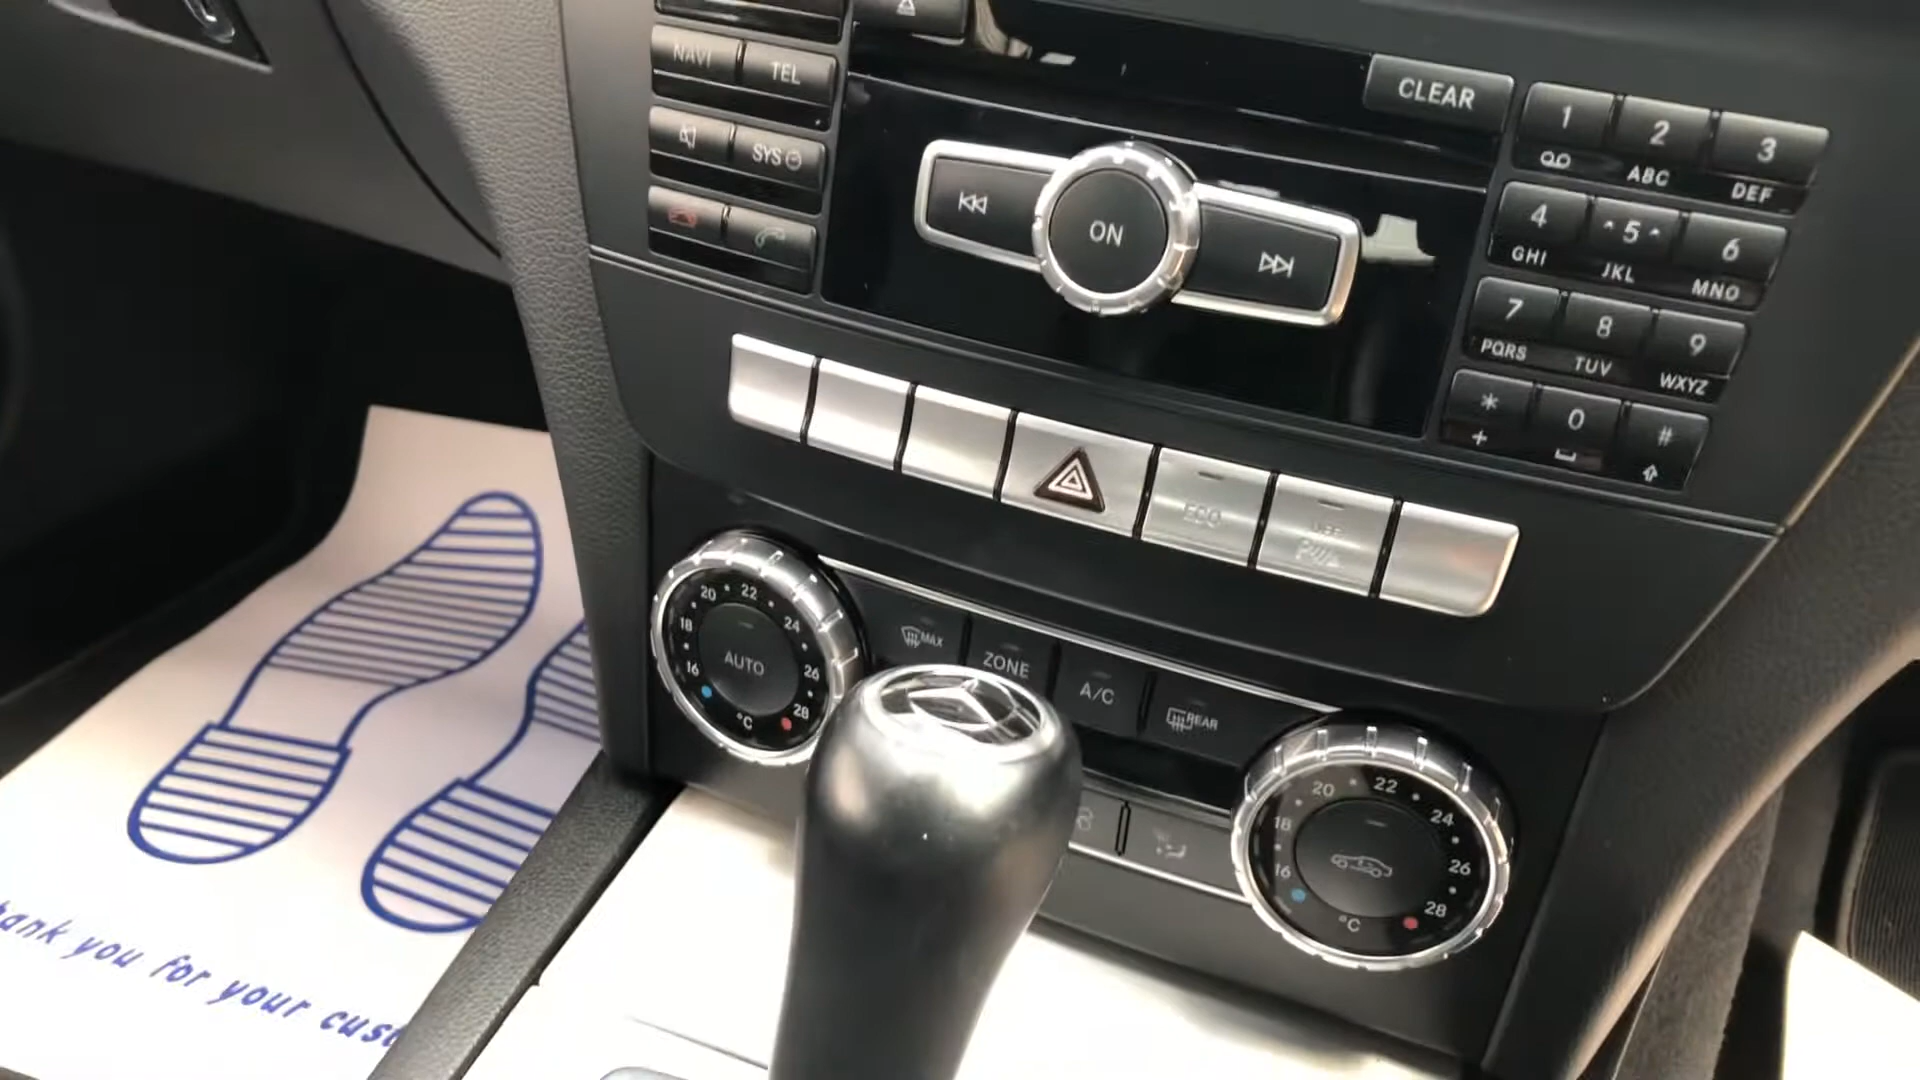 NAVI TEL
CLEAR
SYS
ON
1 2 3
ABC DEF
4 5 6
GHI JKL MNO
7 8 9
PQRS TUV WXYZ
* 0 #
+
ECO
AUTO
16 18 20 22 24 26 28
°C
MAX
ZONE
A/C
REAR
16 18 20 22 24 26 28
°C
you for your